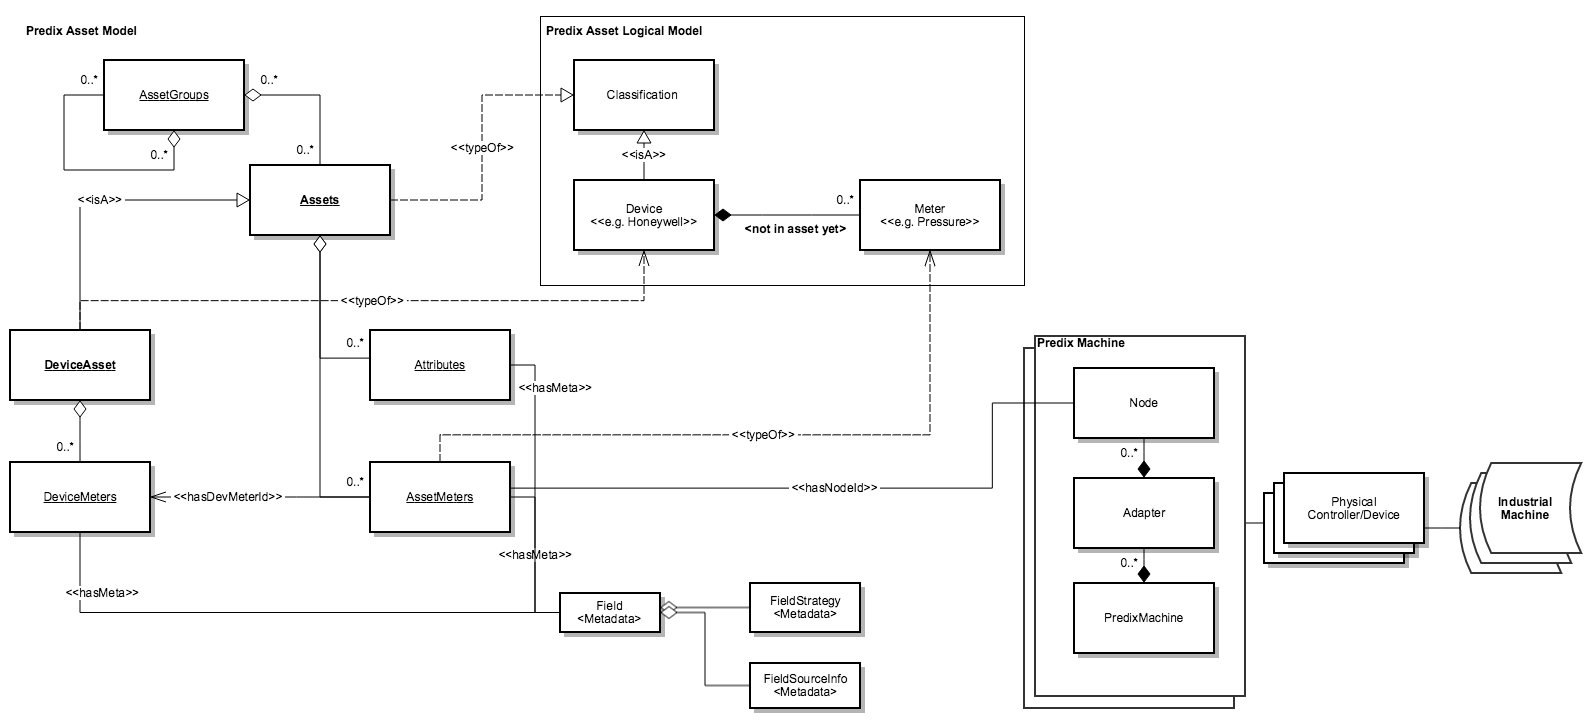 Predix Asset Model
Predix Asset Logical Model
0..*
0..*
AssetGroups
Classification
0..*
0..*
<<typeOf>>
<<isA>>
<<isA>>
Assets
0..*
Device
<<e.g. Honeywell>>
Meter
<<e.g. Pressure>>
<not in asset yet>
<<typeOf>>
0..*
Predix Machine
DeviceAsset
Attributes
<<hasMeta>>
Node
<<typeOf>>
0..*
0..*
0..*
DeviceMeters
<<hasDevMeterId>>
AssetMeters
<<hasNodeId>>
Adapter
Physical
Controller/Device
Industrial
Machine
<<hasMeta>>
0..*
<<hasMeta>>
Field
<Metadata>
FieldStrategy
<Metadata>
PredixMachine
FieldSourceInfo
<Metadata>